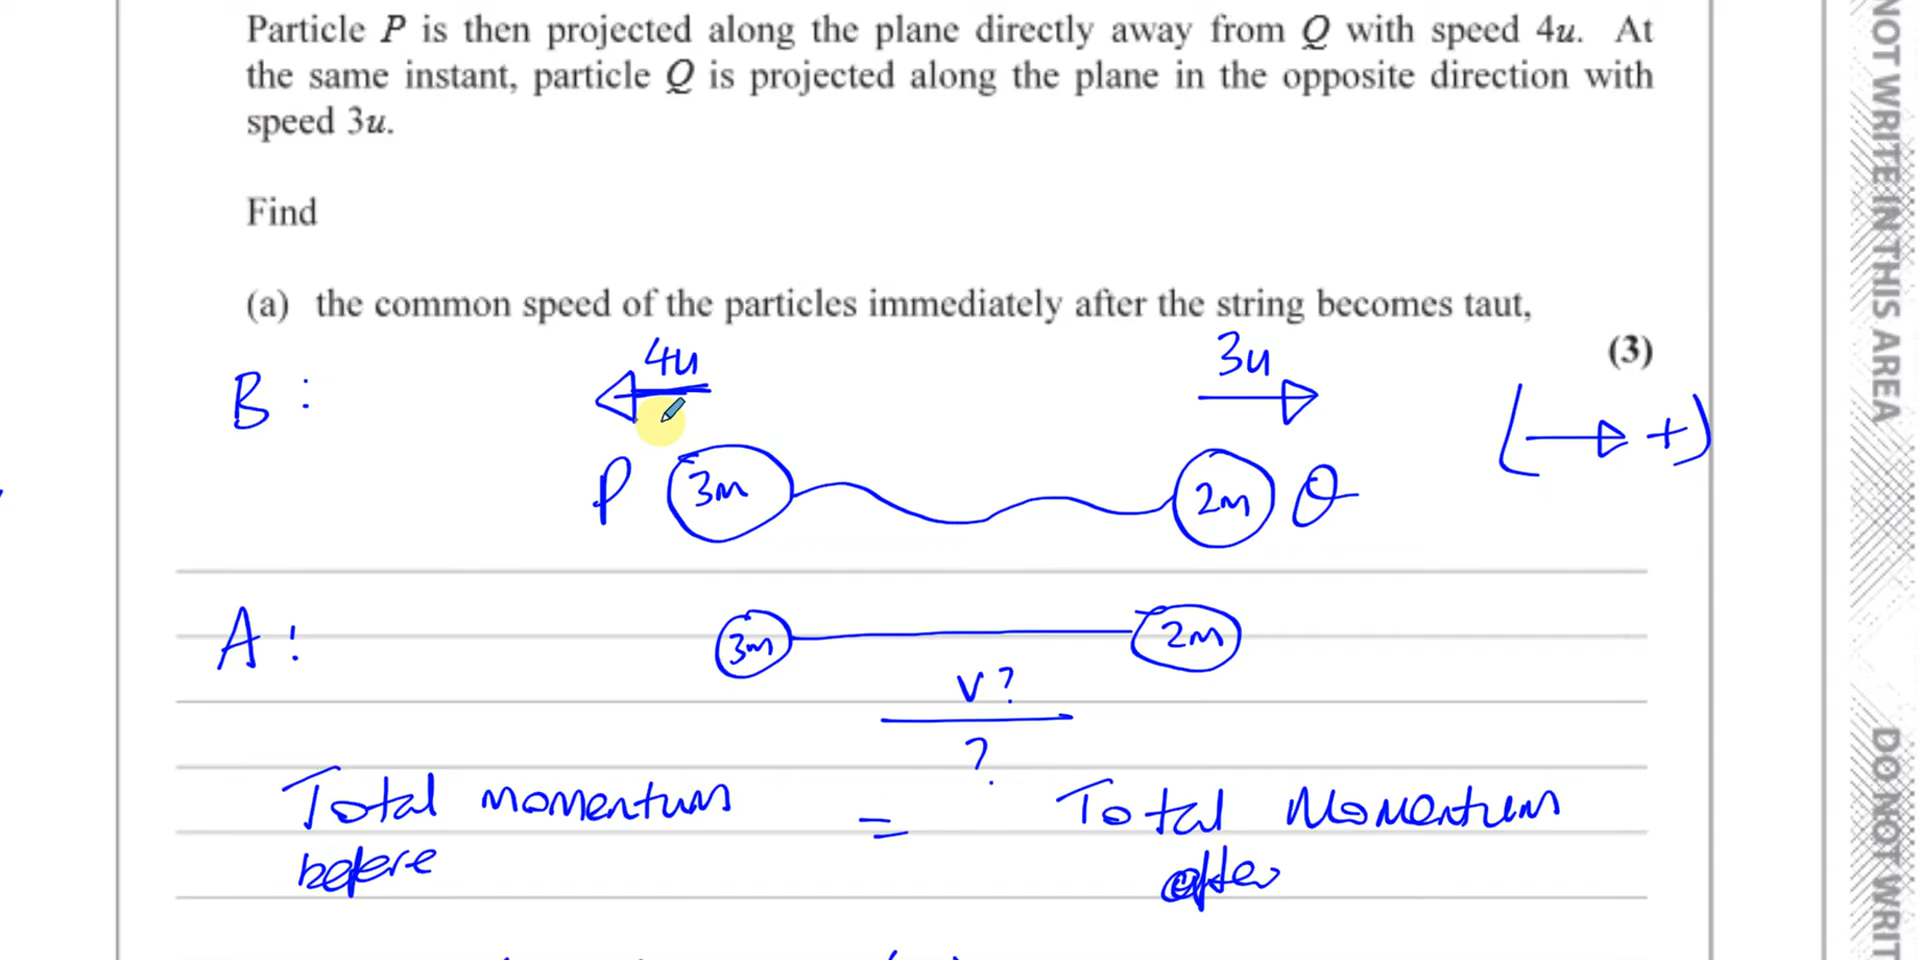 Particle P is then projected along the plane directly away from Q with speed 4u. At
the same instant, particle Q is projected along the plane in the opposite direction with
speed 3u.
Find
(a) the common speed of the particles immediately after the string becomes taut,
(3)
B :
4u
3u
( → +)
P
3m
2m
Q
A :
3m
2m
v ?
?
Total momentum = Total Momentum
before
after
NOT WRITE IN THIS AREA
DO NOT WRIT